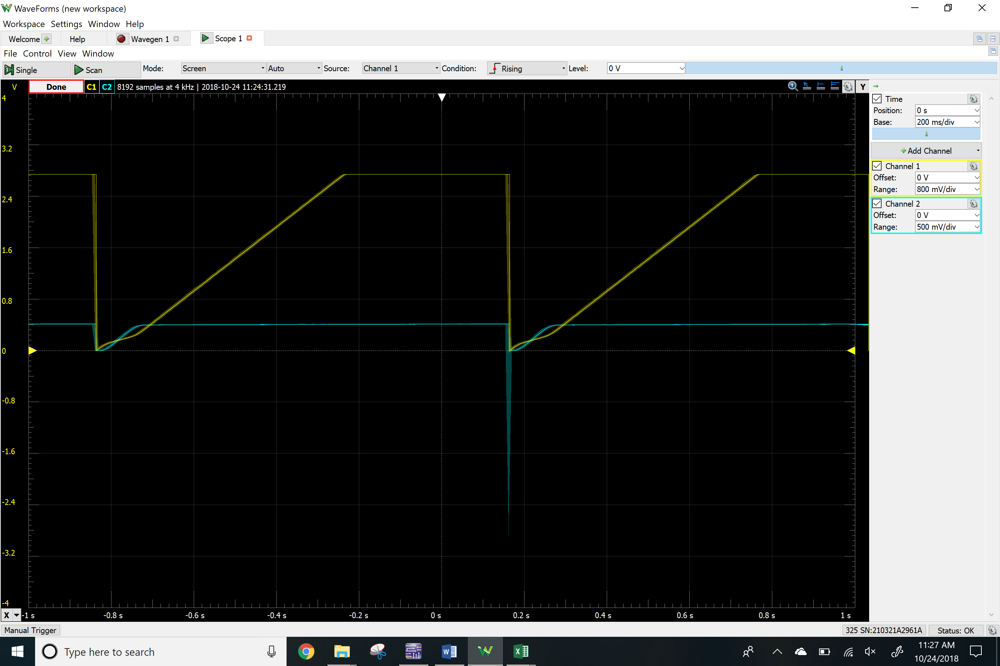 WaveForms (new workspace)
Workspace Settings Window Help
Welcome Help Wavegen 1 Scope 1
File Control View Window
Single Scan Mode: Screen Auto Source: Channel 1 Condition: Rising Level: 0 V
V Done C1 C2 8192 samples at 4 kHz | 2018-10-24 11:24:31.219 Y
4
3.2
2.4
1.6
0.8
0
-0.8
-1.6
-2.4
-3.2
-4
X -1 s -0.8 s -0.6 s -0.4 s -0.2 s 0 s 0.2 s 0.4 s 0.6 s 0.8 s 1 s
Time
Position: 0 s
Base: 200 ms/div
Add Channel
Channel 1
Offset: 0 V
Range: 800 mV/div
Channel 2
Offset: 0 V
Range: 500 mV/div
Manual Trigger 325 SN:210321A2961A Status: OK
Type here to search
11:27 AM
10/24/2018